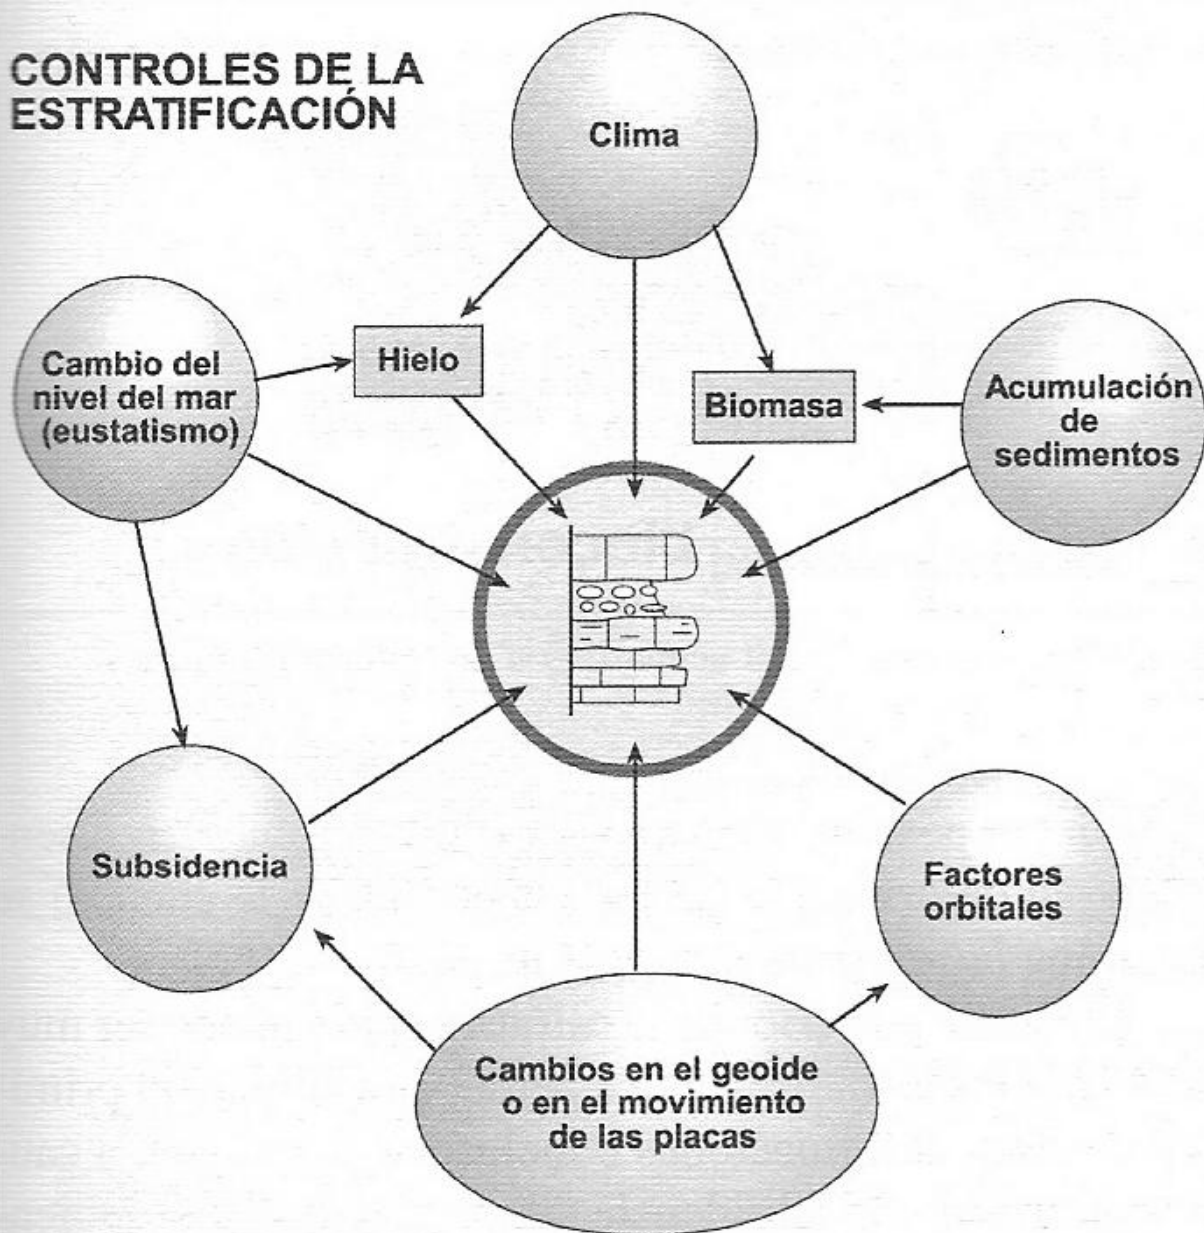 CONTROLES DE LA
ESTRATIFICACIÓN
Clima
Cambio del
nivel del mar
(eustatismo)
Hielo
Biomasa
Acumulación
de
sedimentos
Subsidencia
Factores
orbitales
Cambios en el geoide
o en el movimiento
de las placas